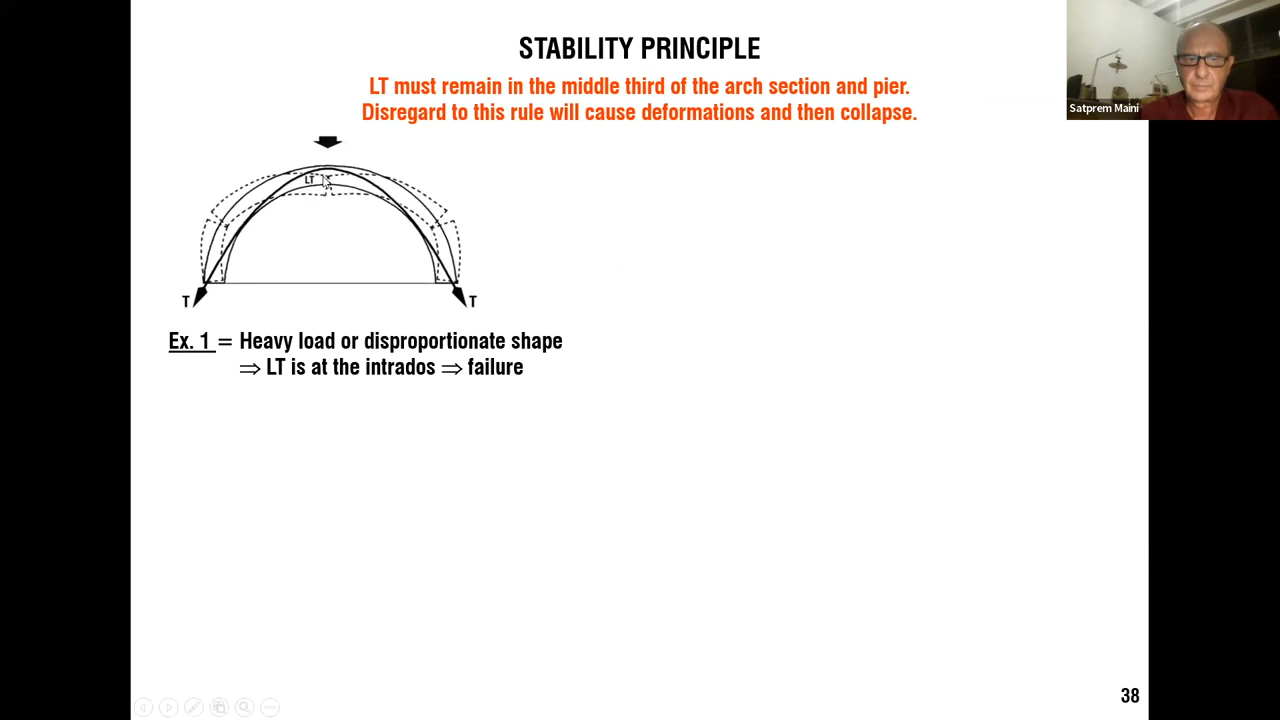 STABILITY PRINCIPLE
LT must remain in the middle third of the arch section and pier.
Disregard to this rule will cause deformations and then collapse.
Satprem Maini
LT
T T
Ex. 1 = Heavy load or disproportionate shape
⇒ LT is at the intrados ⇒ failure
38